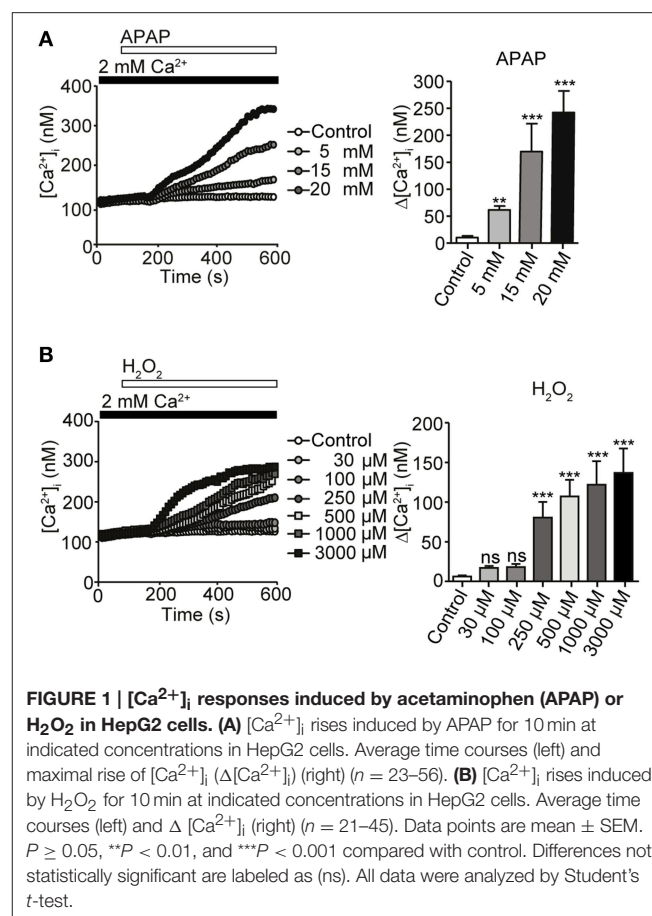 A
APAP
2 mM Ca²⁺
400
300
200
100
[Ca²⁺]ᵢ (nM)
0
200
400
600
Time (s)
Control
5 mM
15 mM
20 mM
APAP
300
250
200
150
100
50
0
Δ[Ca²⁺]ᵢ (nM)
**
***
***
Control
5 mM
15 mM
20 mM
B
H₂O₂
2 mM Ca²⁺
400
300
200
100
[Ca²⁺]ᵢ (nM)
0
200
400
600
Time (s)
Control
30 µM
100 µM
250 µM
500 µM
1000 µM
3000 µM
H₂O₂
200
150
100
50
0
Δ[Ca²⁺]ᵢ (nM)
ns
ns
***
***
***
***
Control
30 µM
100 µM
250 µM
500 µM
1000 µM
3000 µM
FIGURE 1 | [Ca²⁺]ᵢ responses induced by acetaminophen (APAP) or
H₂O₂ in HepG2 cells. (A) [Ca²⁺]ᵢ rises induced by APAP for 10 min at
indicated concentrations in HepG2 cells. Average time courses (left) and
maximal rise of [Ca²⁺]ᵢ (Δ[Ca²⁺]ᵢ) (right) (n = 23–56). (B) [Ca²⁺]ᵢ rises induced
by H₂O₂ for 10 min at indicated concentrations in HepG2 cells. Average time
courses (left) and Δ [Ca²⁺]ᵢ (right) (n = 21–45). Data points are mean ± SEM.
P ≥ 0.05, **P < 0.01, and ***P < 0.001 compared with control. Differences not
statistically significant are labeled as (ns). All data were analyzed by Student's
t-test.